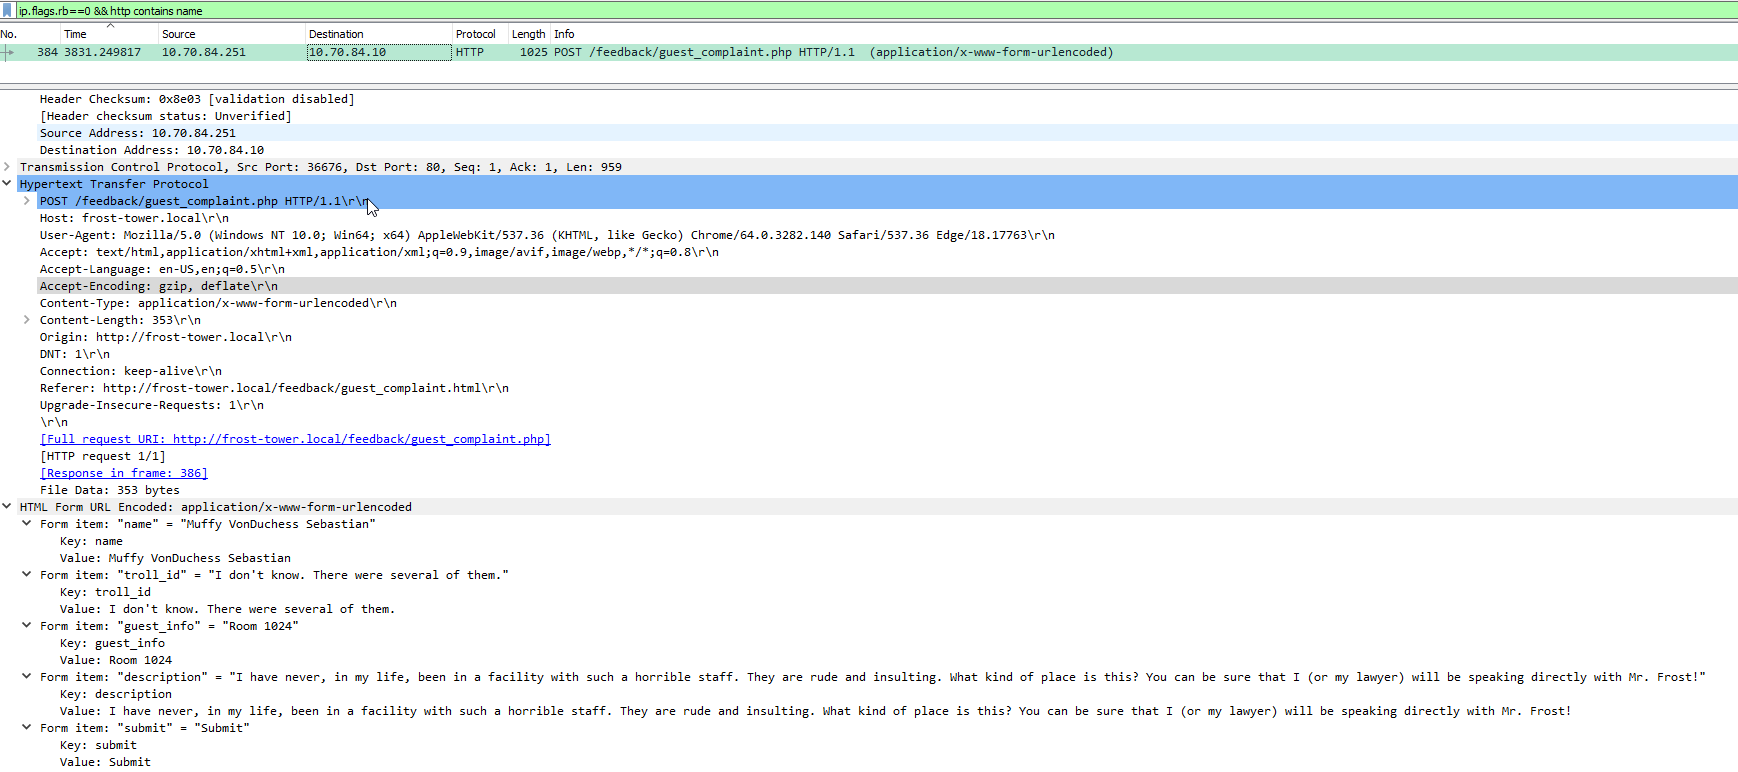 ip.flags.rb==0 && http contains name
No. Time Source Destination Protocol Length Info
384 3831.249817 10.70.84.251 10.70.84.10 HTTP 1025 POST /feedback/guest_complaint.php HTTP/1.1  (application/x-www-form-urlencoded)
Header Checksum: 0x8e03 [validation disabled]
[Header checksum status: Unverified]
Source Address: 10.70.84.251
Destination Address: 10.70.84.10
Transmission Control Protocol, Src Port: 36676, Dst Port: 80, Seq: 1, Ack: 1, Len: 959
Hypertext Transfer Protocol
POST /feedback/guest_complaint.php HTTP/1.1\r\n
Host: frost-tower.local\r\n
User-Agent: Mozilla/5.0 (Windows NT 10.0; Win64; x64) AppleWebKit/537.36 (KHTML, like Gecko) Chrome/64.0.3282.140 Safari/537.36 Edge/18.17763\r\n
Accept: text/html,application/xhtml+xml,application/xml;q=0.9,image/avif,image/webp,*/*;q=0.8\r\n
Accept-Language: en-US,en;q=0.5\r\n
Accept-Encoding: gzip, deflate\r\n
Content-Type: application/x-www-form-urlencoded\r\n
Content-Length: 353\r\n
Origin: http://frost-tower.local\r\n
DNT: 1\r\n
Connection: keep-alive\r\n
Referer: http://frost-tower.local/feedback/guest_complaint.html\r\n
Upgrade-Insecure-Requests: 1\r\n
\r\n
[Full request URI: http://frost-tower.local/feedback/guest_complaint.php]
[HTTP request 1/1]
[Response in frame: 386]
File Data: 353 bytes
HTML Form URL Encoded: application/x-www-form-urlencoded
Form item: "name" = "Muffy VonDuchess Sebastian"
Key: name
Value: Muffy VonDuchess Sebastian
Form item: "troll_id" = "I don't know. There were several of them."
Key: troll_id
Value: I don't know. There were several of them.
Form item: "guest_info" = "Room 1024"
Key: guest_info
Value: Room 1024
Form item: "description" = "I have never, in my life, been in a facility with such a horrible staff. They are rude and insulting. What kind of place is this? You can be sure that I (or my lawyer) will be speaking directly with Mr. Frost!"
Key: description
Value: I have never, in my life, been in a facility with such a horrible staff. They are rude and insulting. What kind of place is this? You can be sure that I (or my lawyer) will be speaking directly with Mr. Frost!
Form item: "submit" = "Submit"
Key: submit
Value: Submit